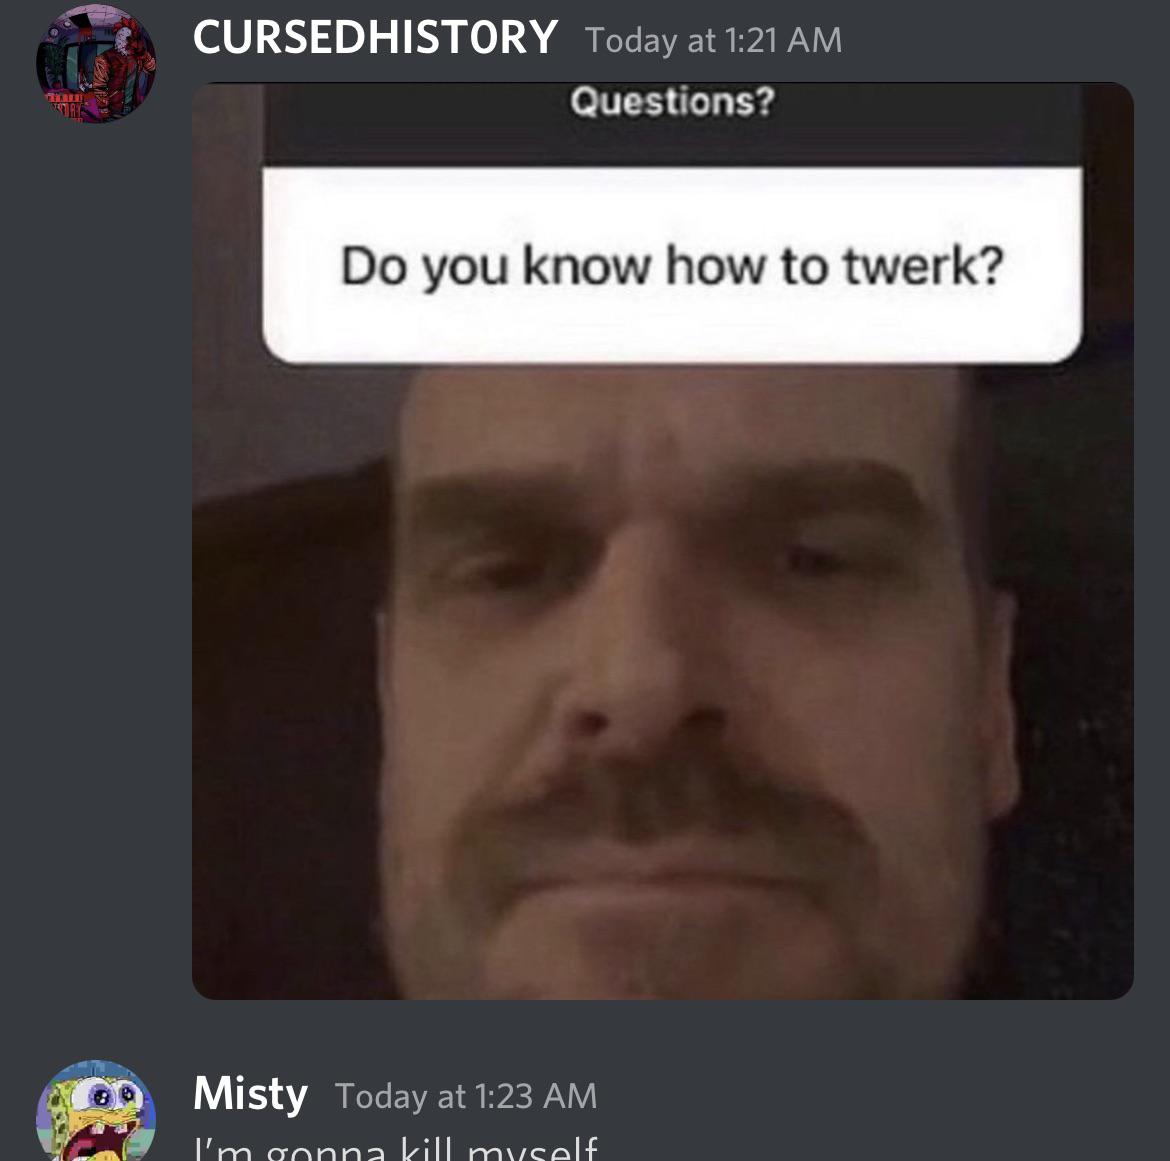 CURSEDHIST0RY Today at 1:21 AM
Questions?
Do you know how to twerk?
Misty Today at 1:23 AM
I'm gonna kill myself